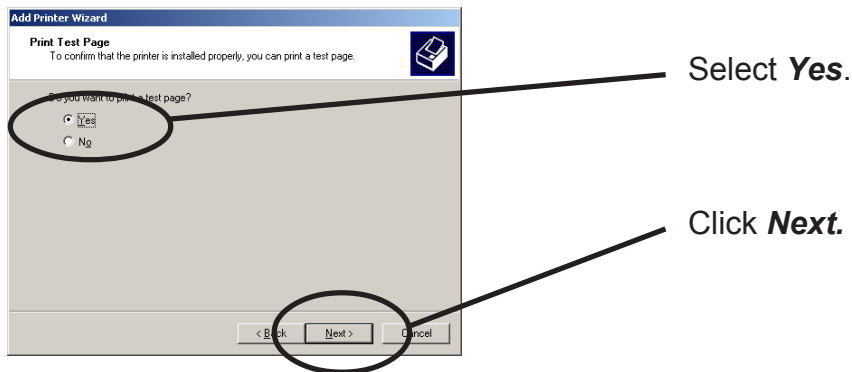 Add Printer Wizard
Print Test Page
To confirm that the printer is installed properly, you can print a test page.
Do you want to print a test page?
Yes
No
< Back Next > Cancel
Select Yes.
Click Next.